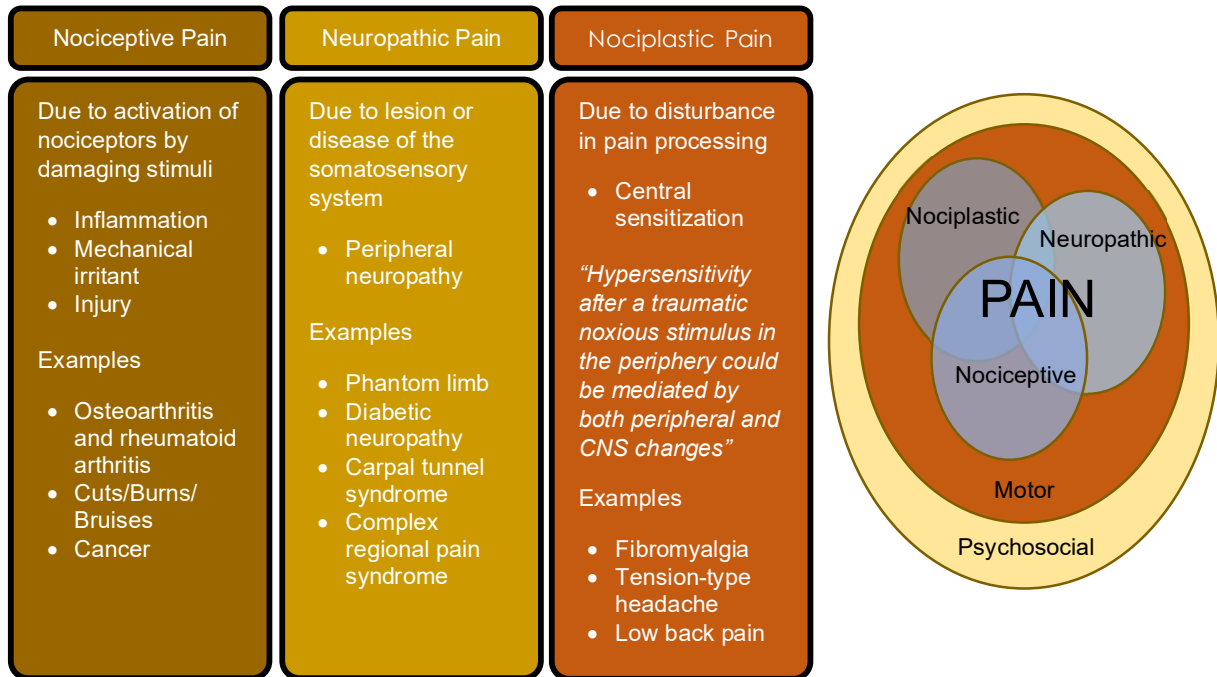 Nociceptive Pain
Due to activation of
nociceptors by
damaging stimuli
• Inflammation
• Mechanical
irritant
• Injury
Examples
• Osteoarthritis
and rheumatoid
arthritis
• Cuts/Burns/
Bruises
• Cancer
Neuropathic Pain
Due to lesion or
disease of the
somatosensory
system
• Peripheral
neuropathy
Examples
• Phantom limb
• Diabetic
neuropathy
• Carpal tunnel
syndrome
• Complex
regional pain
syndrome
Nociplastic Pain
Due to disturbance
in pain processing
• Central
sensitization
“Hypersensitivity
after a traumatic
noxious stimulus in
the periphery could
be mediated by
both peripheral and
CNS changes”
Examples
• Fibromyalgia
• Tension-type
headache
• Low back pain
Nociplastic
Neuropathic
PAIN
Nociceptive
Motor
Psychosocial